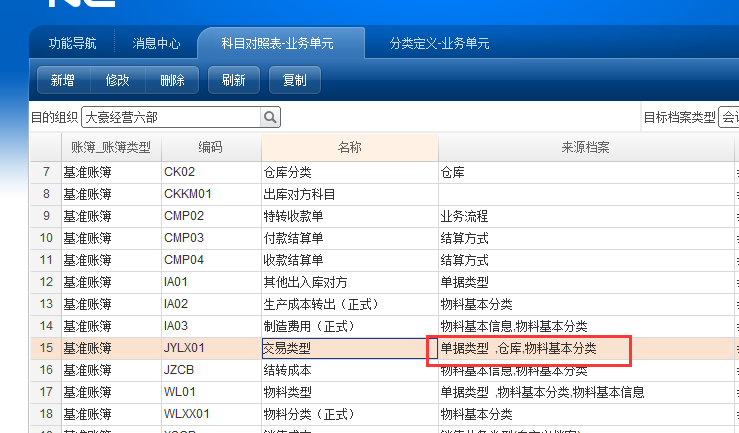 功能导航 消息中心 科目对照表-业务单元 分类定义-业务单元
新增 修改 删除 刷新 复制
目的组织 大豪经营六部 目标档案类型
账簿_账簿类型 编码 名称 来源档案
7 基准账簿 CK02 仓库分类 仓库
8 基准账簿 CKKM01 出库对方科目
9 基准账簿 CMP02 特转收款单 业务流程
10 基准账簿 CMP03 付款结算单 结算方式
11 基准账簿 CMP04 收款结算单 结算方式
12 基准账簿 IA01 其他出入库对方 单据类型
13 基准账簿 IA02 生产成本转出（正式） 物料基本分类
14 基准账簿 IA03 制造费用（正式） 物料基本信息,物料基本分类
15 基准账簿 JYLX01 交易类型 单据类型 ,仓库,物料基本分类
16 基准账簿 JZCB 结转成本 物料基本信息,物料基本分类
17 基准账簿 WL01 物料类型 单据类型 ,物料基本分类,物料基本信息
18 基准账簿 WLXX01 物料分类（正式） 物料基本分类